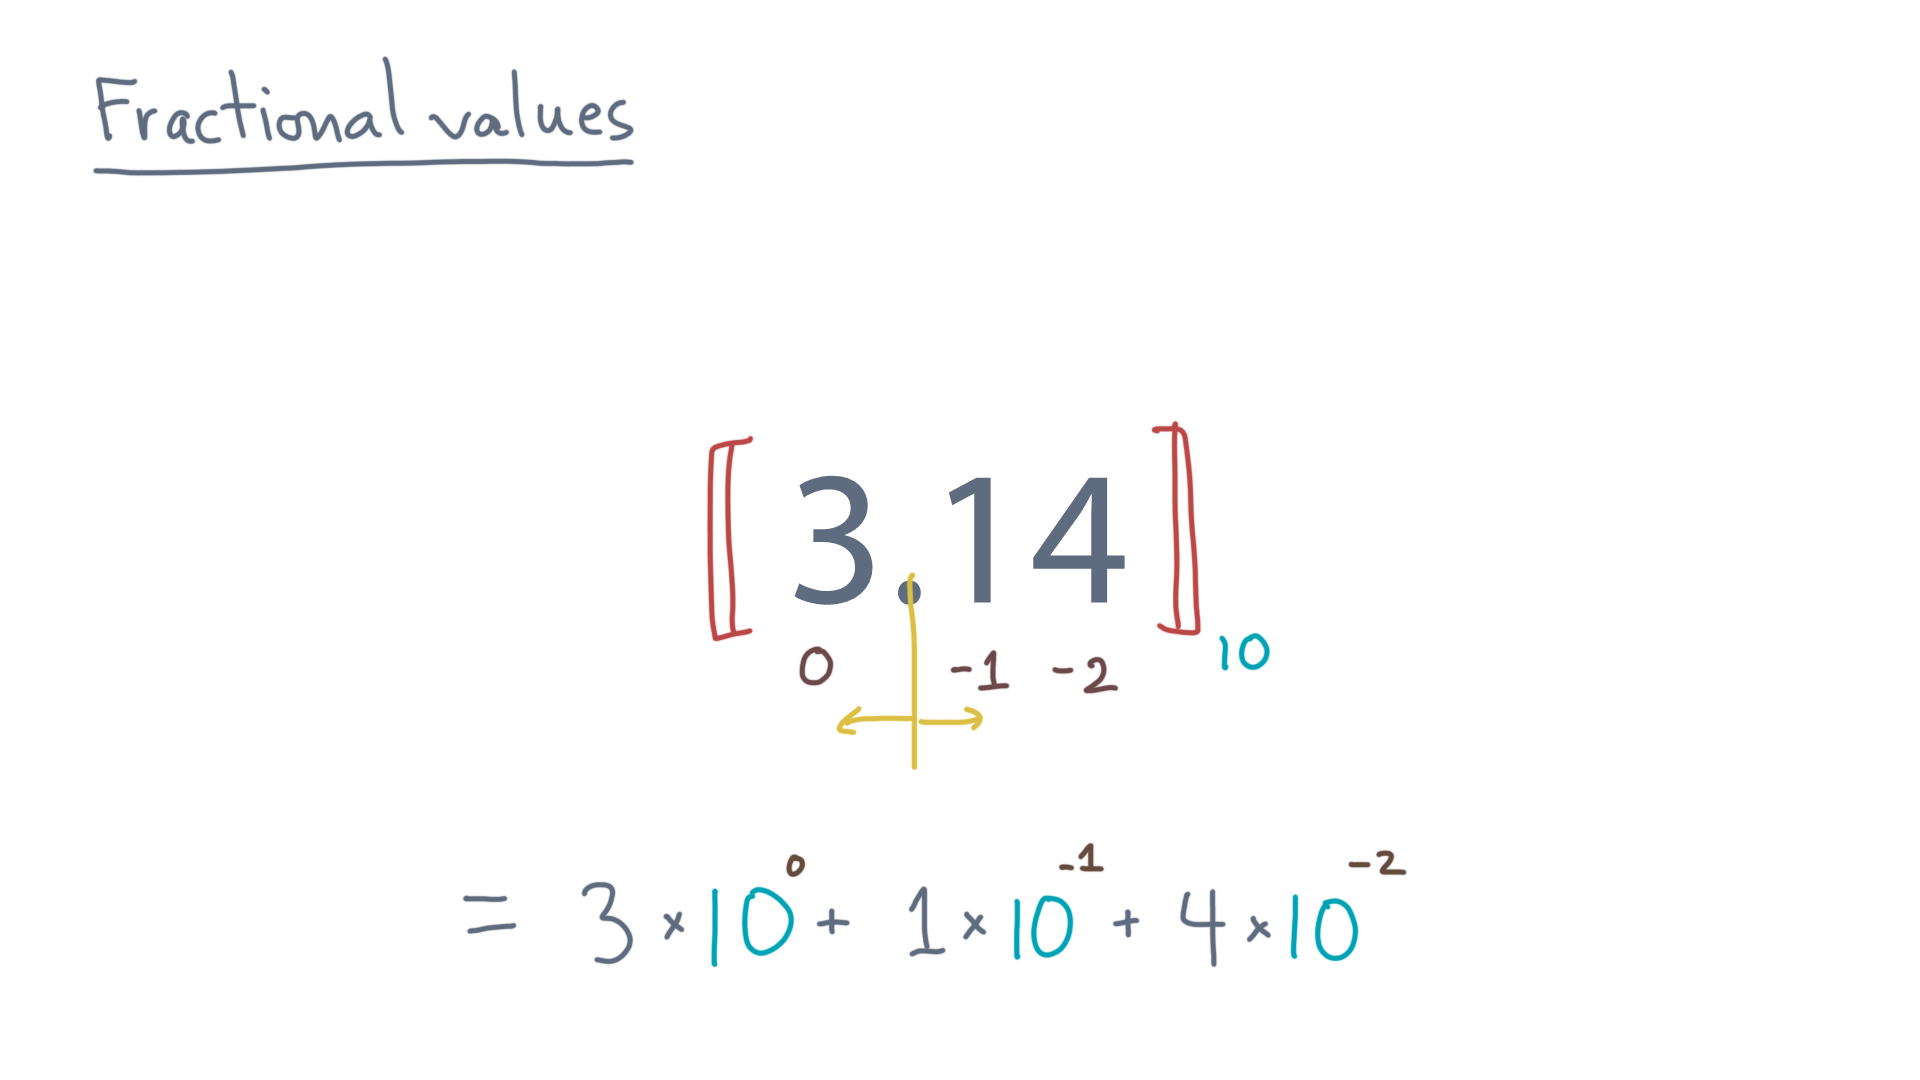 Fractional values
⟦3.14⟧₁₀
0 -1 -2
= 3 × 10⁰ + 1 × 10⁻¹ + 4 × 10⁻²